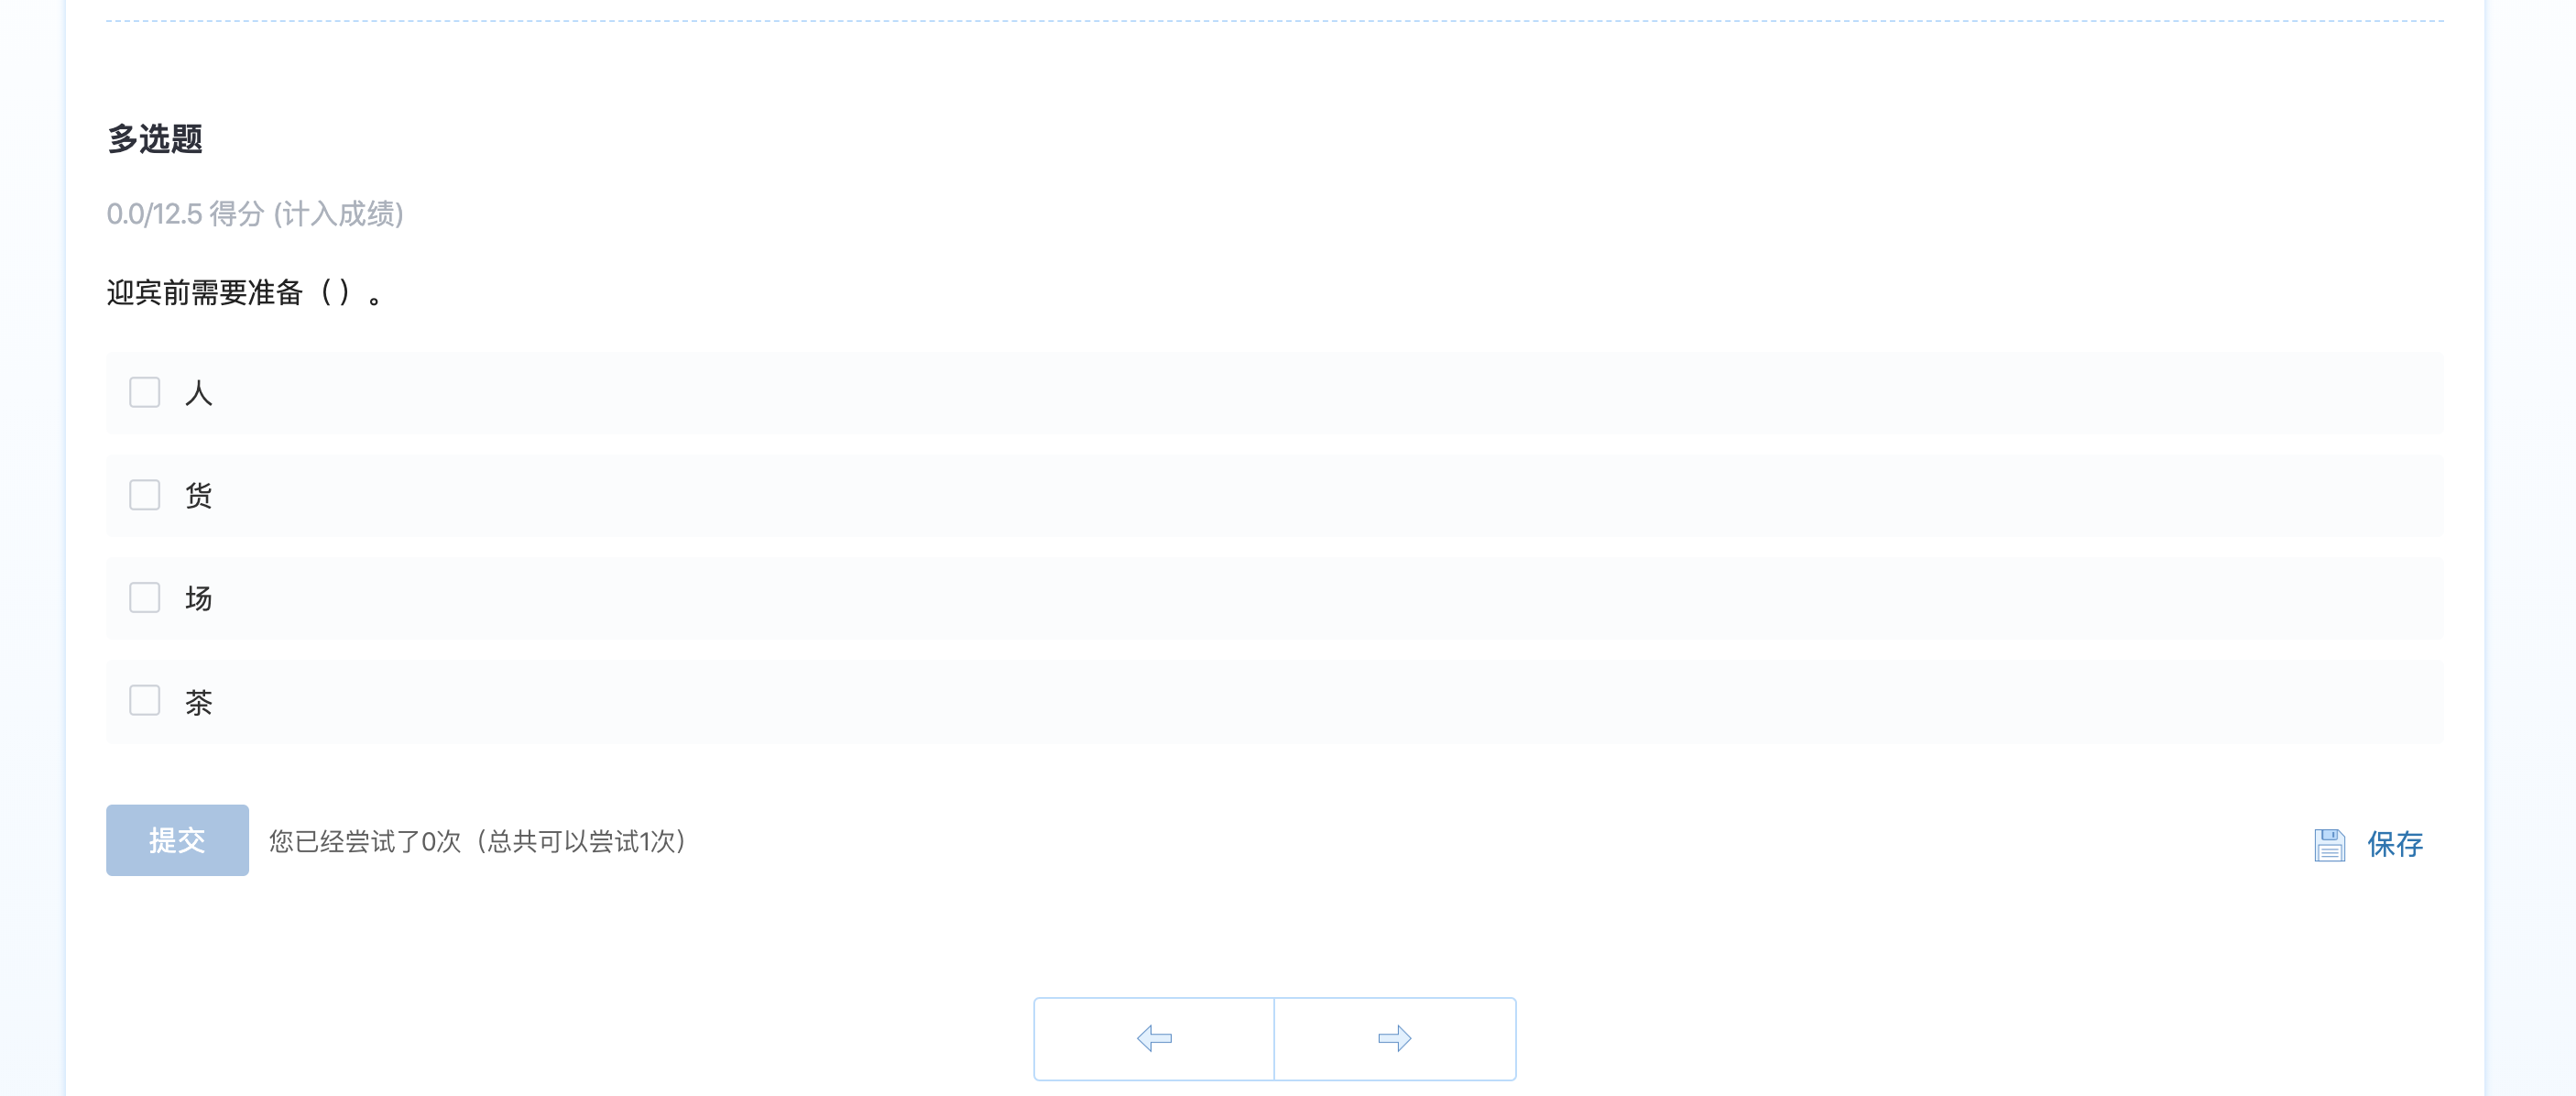 多选题
0.0/12.5 得分 (计入成绩)
迎宾前需要准备（ ）。
人
货
场
茶
提交 您已经尝试了0次（总共可以尝试1次） 保存